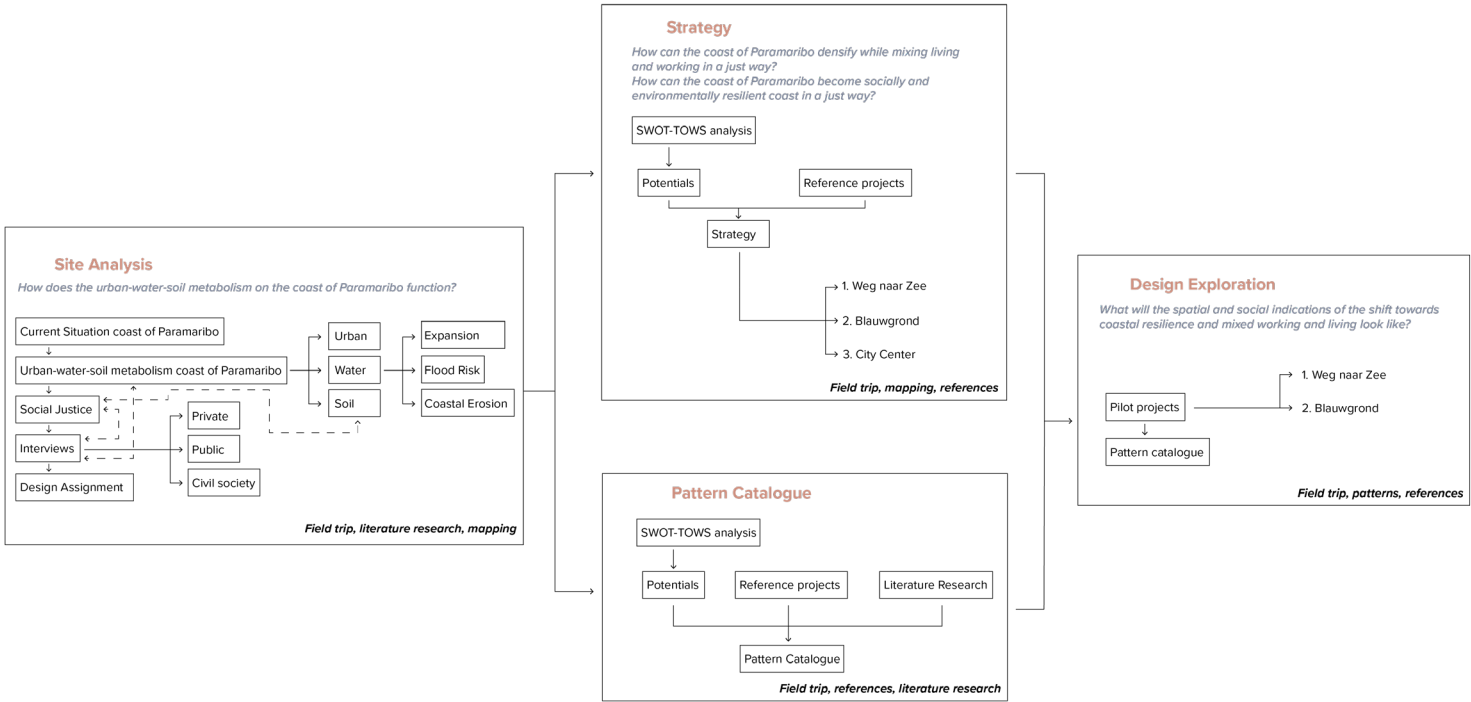 Site Analysis
How does the urban-water-soil metabolism on the coast of Paramaribo function?
Current Situation coast of Paramaribo
Urban-water-soil metabolism coast of Paramaribo
Social Justice
Interviews
Design Assignment
Private
Public
Civil society
Urban
Water
Soil
Expansion
Flood Risk
Coastal Erosion
Field trip, literature research, mapping
Strategy
How can the coast of Paramaribo densify while mixing living
and working in a just way?
How can the coast of Paramaribo become socially and
environmentally resilient coast in a just way?
SWOT-TOWS analysis
Potentials
Reference projects
Strategy
1. Weg naar Zee
2. Blauwgrond
3. City Center
Field trip, mapping, references
Pattern Catalogue
SWOT-TOWS analysis
Potentials
Reference projects
Literature Research
Pattern Catalogue
Field trip, references, literature research
Design Exploration
What will the spatial and social indications of the shift towards
coastal resilience and mixed working and living look like?
Pilot projects
Pattern catalogue
1. Weg naar Zee
2. Blauwgrond
Field trip, patterns, references